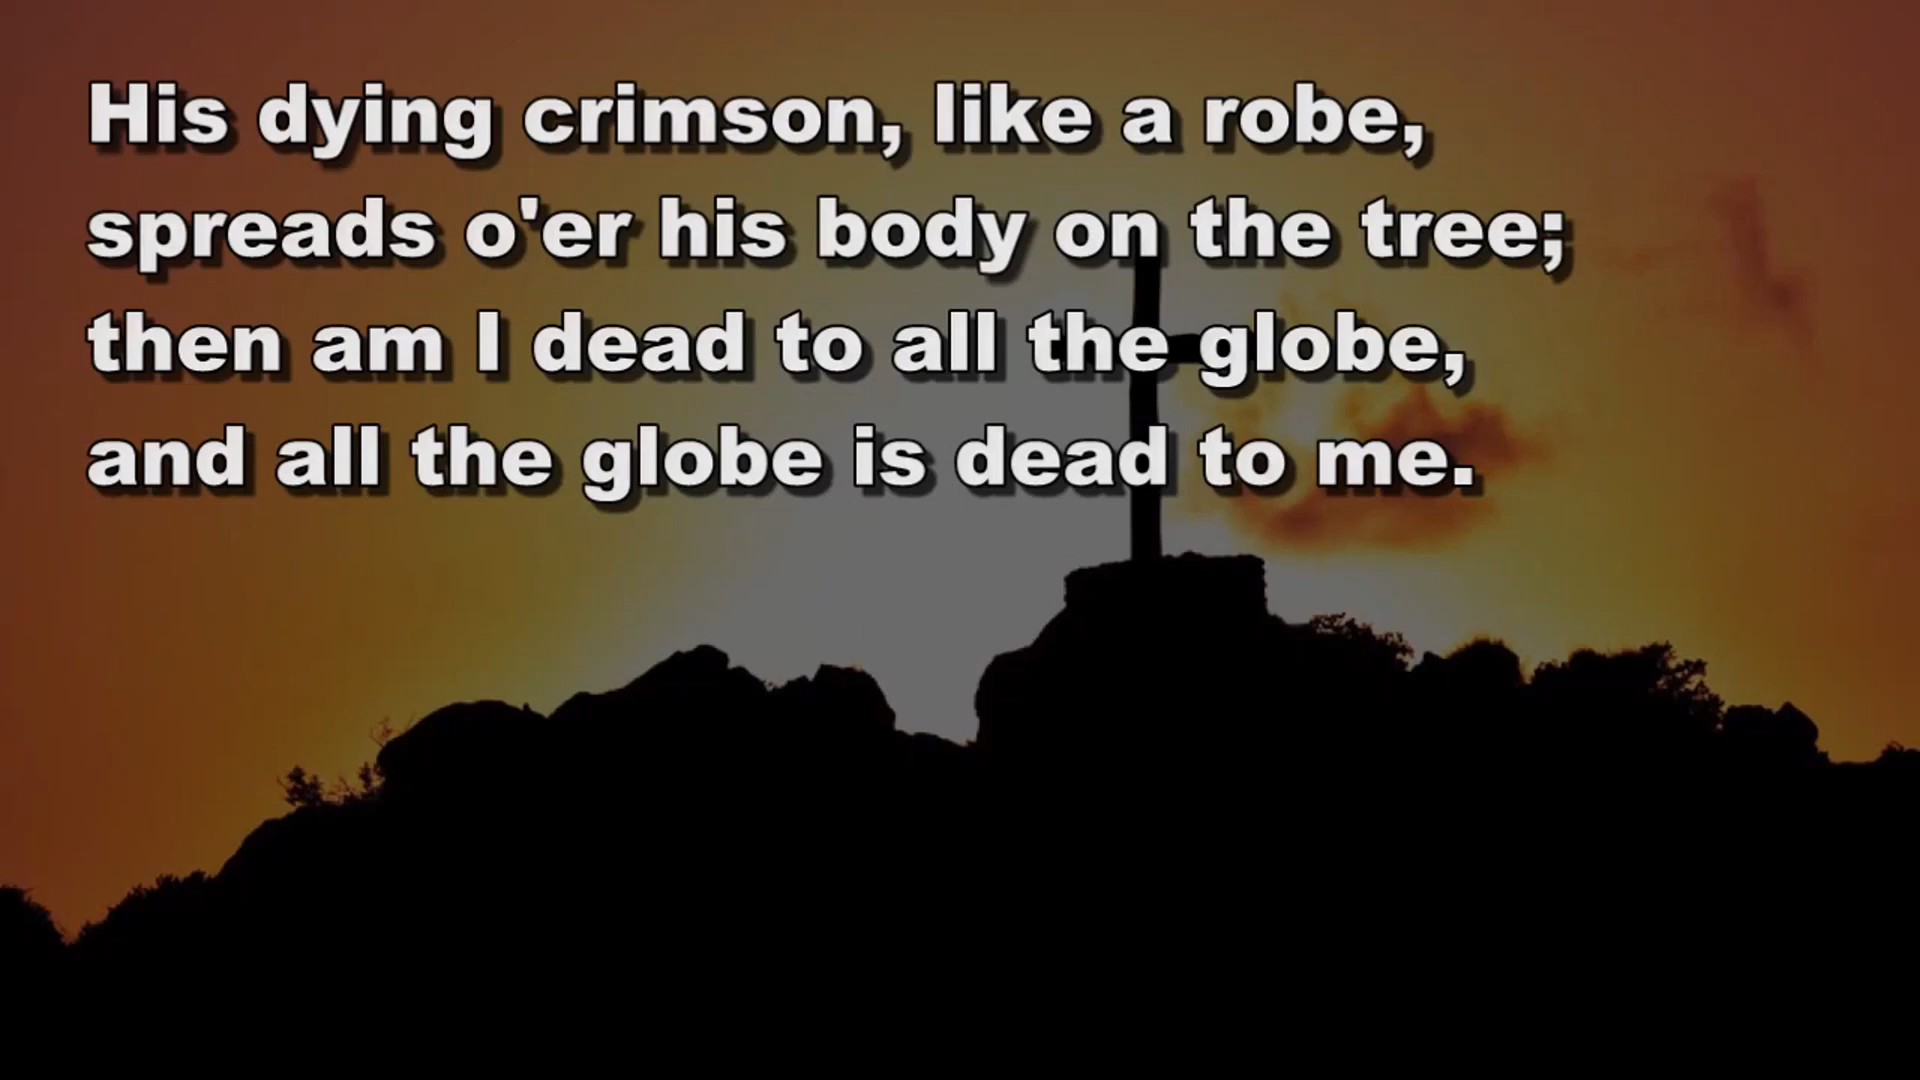 His dying crimson, like a robe,
spreads o'er his body on the tree;
then am I dead to all the globe,
and all the globe is dead to me.